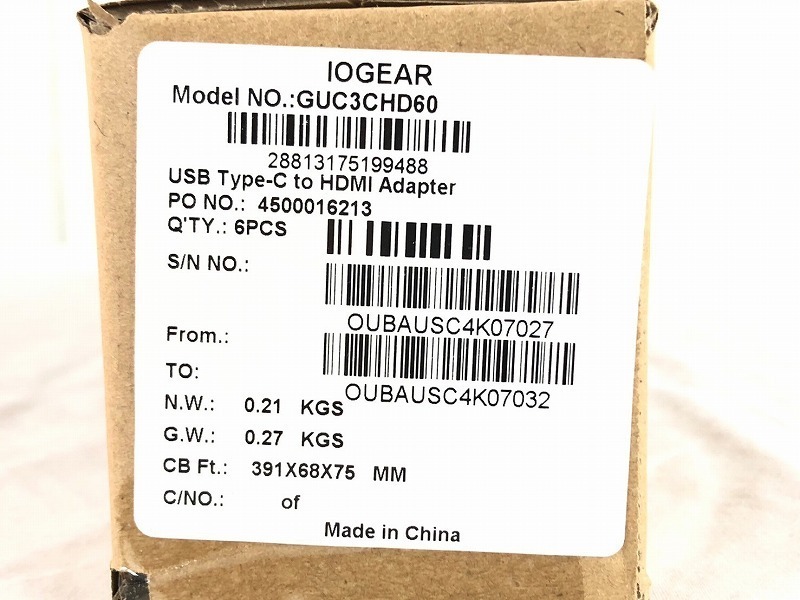 IOGEAR
Model NO.:GUC3CHD60
28813175199488
USB Type-C to HDMI Adapter
PO NO.: 4500016213
Q'TY.: 6PCS
S/N NO.:
OUBAUSC4K07027
From.:
TO:
OUBAUSC4K07032
N.W.: 0.21 KGS
G.W.: 0.27 KGS
CB Ft.: 391X68X75 MM
C/NO.: of
Made in China